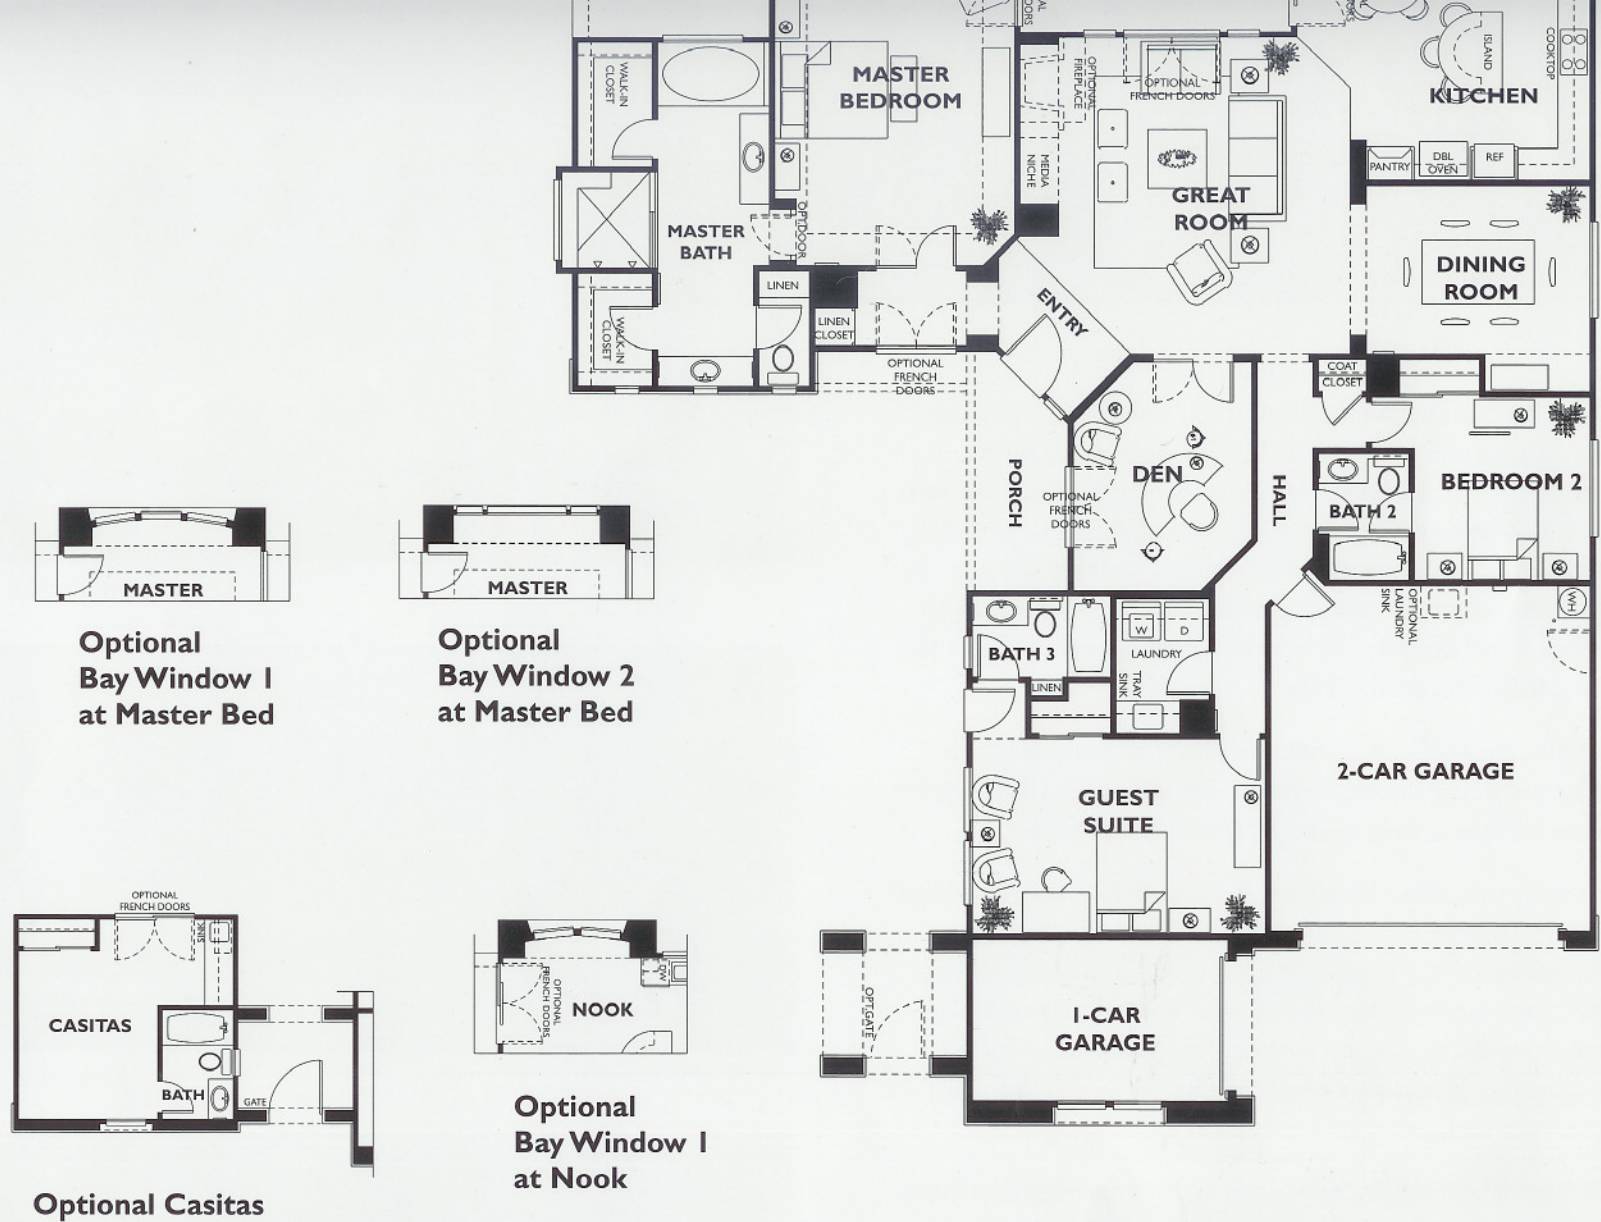 WALK-IN
CLOSET
MASTER
BEDROOM
OPTIONAL
FIREPLACE
OPTIONAL
FRENCH DOORS
ISLAND
COOKTOP
KITCHEN
PANTRY
DBL
OVEN
REF
MEDIA
NICHE
GREAT
ROOM
MASTER
BATH
OPT. DOOR
DINING
ROOM
LINEN
ENTRY
LINEN
CLOSET
WALK-IN
CLOSET
OPTIONAL
FRENCH
DOORS
COAT
CLOSET
PORCH
DEN
OPTIONAL
FRENCH
DOORS
HALL
BEDROOM 2
BATH 2
MASTER
Optional
Bay Window 1
at Master Bed
MASTER
Optional
Bay Window 2
at Master Bed
OPTIONAL
LAUNDRY
SINK
WH
W
D
BATH 3
LAUNDRY
LINEN
TRAY
SINK
2-CAR GARAGE
GUEST
SUITE
OPTIONAL
FRENCH DOORS
SINK
CASITAS
BATH
GATE
Optional Casitas
OPTIONAL
FRENCH DOORS
DW
NOOK
Optional
Bay Window 1
at Nook
OPT. GATE
1-CAR
GARAGE